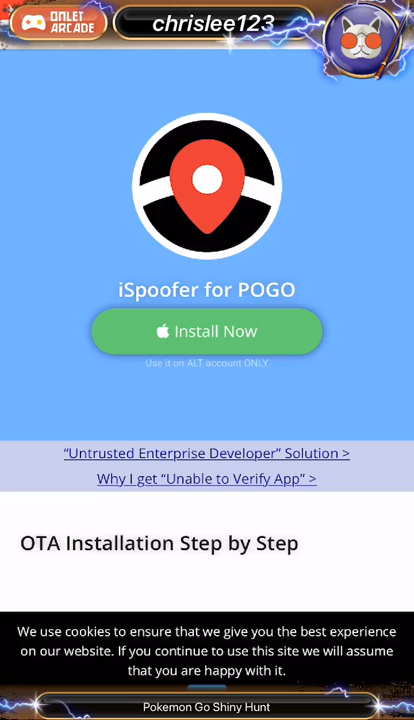 OMLET
ARCADE
chrislee123
iSpoofer for POGO
Install Now
Use it on ALT account ONLY
“Untrusted Enterprise Developer” Solution >
Why I get “Unable to Verify App” >
OTA Installation Step by Step
We use cookies to ensure that we give you the best experience
on our website. If you continue to use this site we will assume
that you are happy with it.
Pokemon Go Shiny Hunt